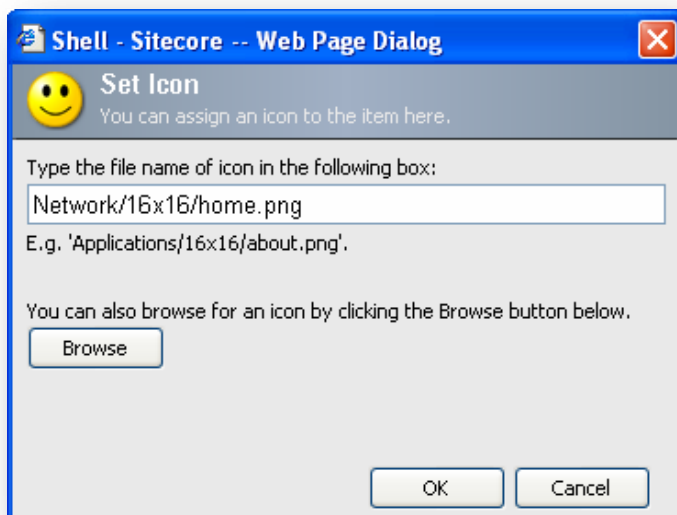 Shell - Sitecore -- Web Page Dialog
Set Icon
You can assign an icon to the item here.
Type the file name of icon in the following box:
Network/16x16/home.png
E.g. 'Applications/16x16/about.png'.
You can also browse for an icon by clicking the Browse button below.
Browse
OK Cancel